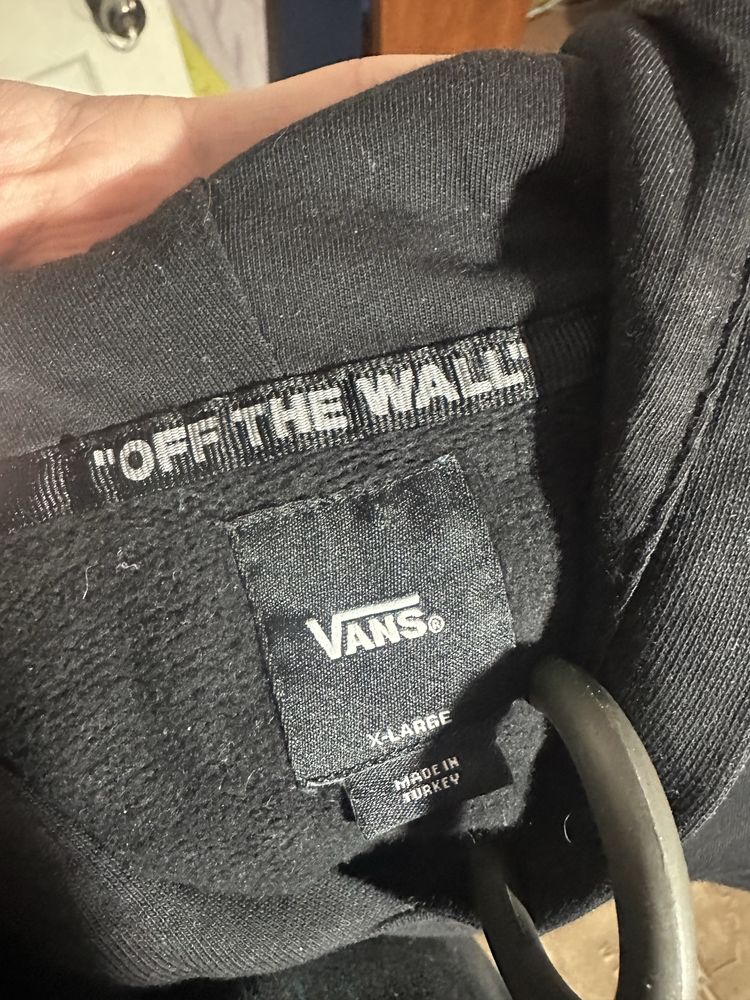 "OFF THE WALL"
VANS®
X-LARGE
MADE IN
TURKEY